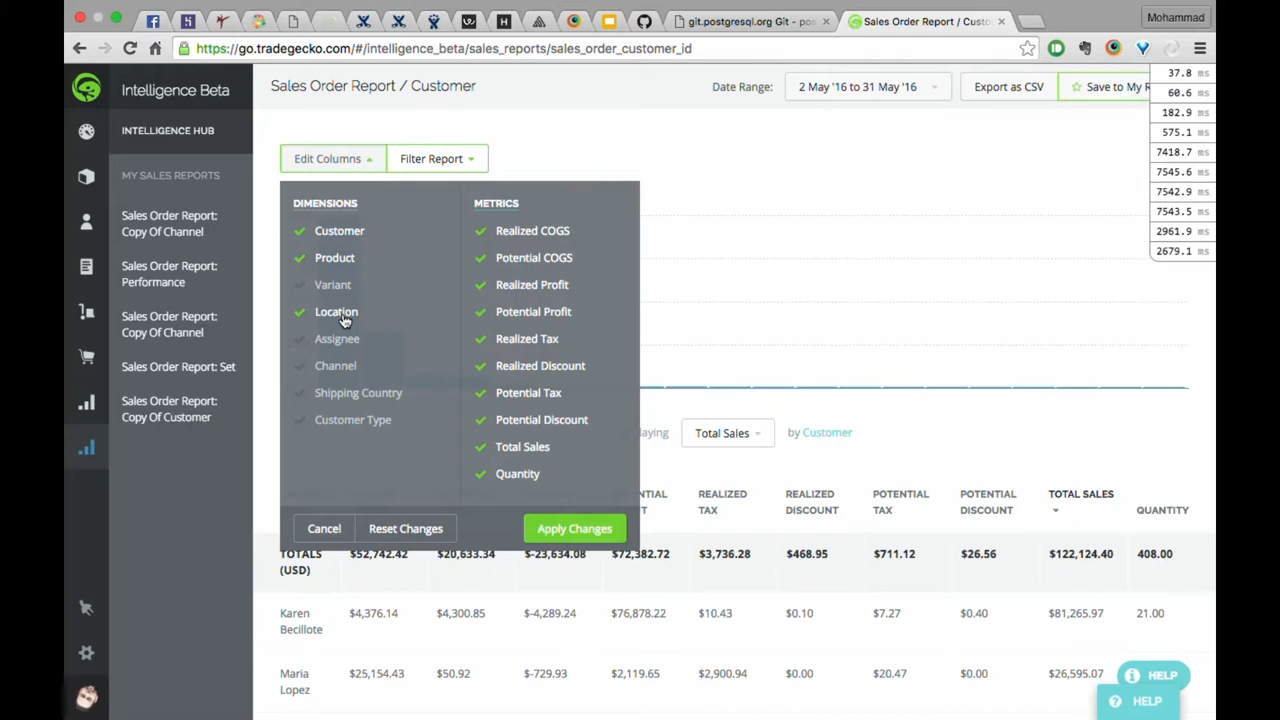 git.postgresql.org Git - pos
Sales Order Report / Custo
Mohammad
https://go.tradegecko.com/#/intelligence_beta/sales_reports/sales_order_customer_id
Intelligence Beta
INTELLIGENCE HUB
MY SALES REPORTS
Sales Order Report:
Copy Of Channel
Sales Order Report:
Performance
Sales Order Report:
Copy Of Channel
Sales Order Report: Set
Sales Order Report:
Copy Of Customer
Sales Order Report / Customer
Date Range:
2 May '16 to 31 May '16
Export as CSV
Save to My R
37.8 ms
60.6 ms
182.9 ms
575.1 ms
7418.7 ms
7545.6 ms
7542.9 ms
7543.5 ms
2961.9 ms
2679.1 ms
Edit Columns
Filter Report
DIMENSIONS
Customer
Product
Variant
Location
Assignee
Channel
Shipping Country
Customer Type
METRICS
Realized COGS
Potential COGS
Realized Profit
Potential Profit
Realized Tax
Realized Discount
Potential Tax
Potential Discount
Total Sales
Quantity
Cancel
Reset Changes
Apply Changes
laying
Total Sales
by Customer
ENTIAL
T
REALIZED
TAX
REALIZED
DISCOUNT
POTENTIAL
TAX
POTENTIAL
DISCOUNT
TOTAL SALES
QUANTITY
TOTALS
(USD)
$52,742.42
$20,633.34
$-23,634.08
$72,382.72
$3,736.28
$468.95
$711.12
$26.56
$122,124.40
408.00
Karen
Becillote
$4,376.14
$4,300.85
$-4,289.24
$76,878.22
$10.43
$0.10
$7.27
$0.40
$81,265.97
21.00
Maria
Lopez
$25,154.43
$50.92
$-729.93
$2,119.65
$2,900.94
$0.00
$20.47
$0.00
$26,595.07
HELP
HELP